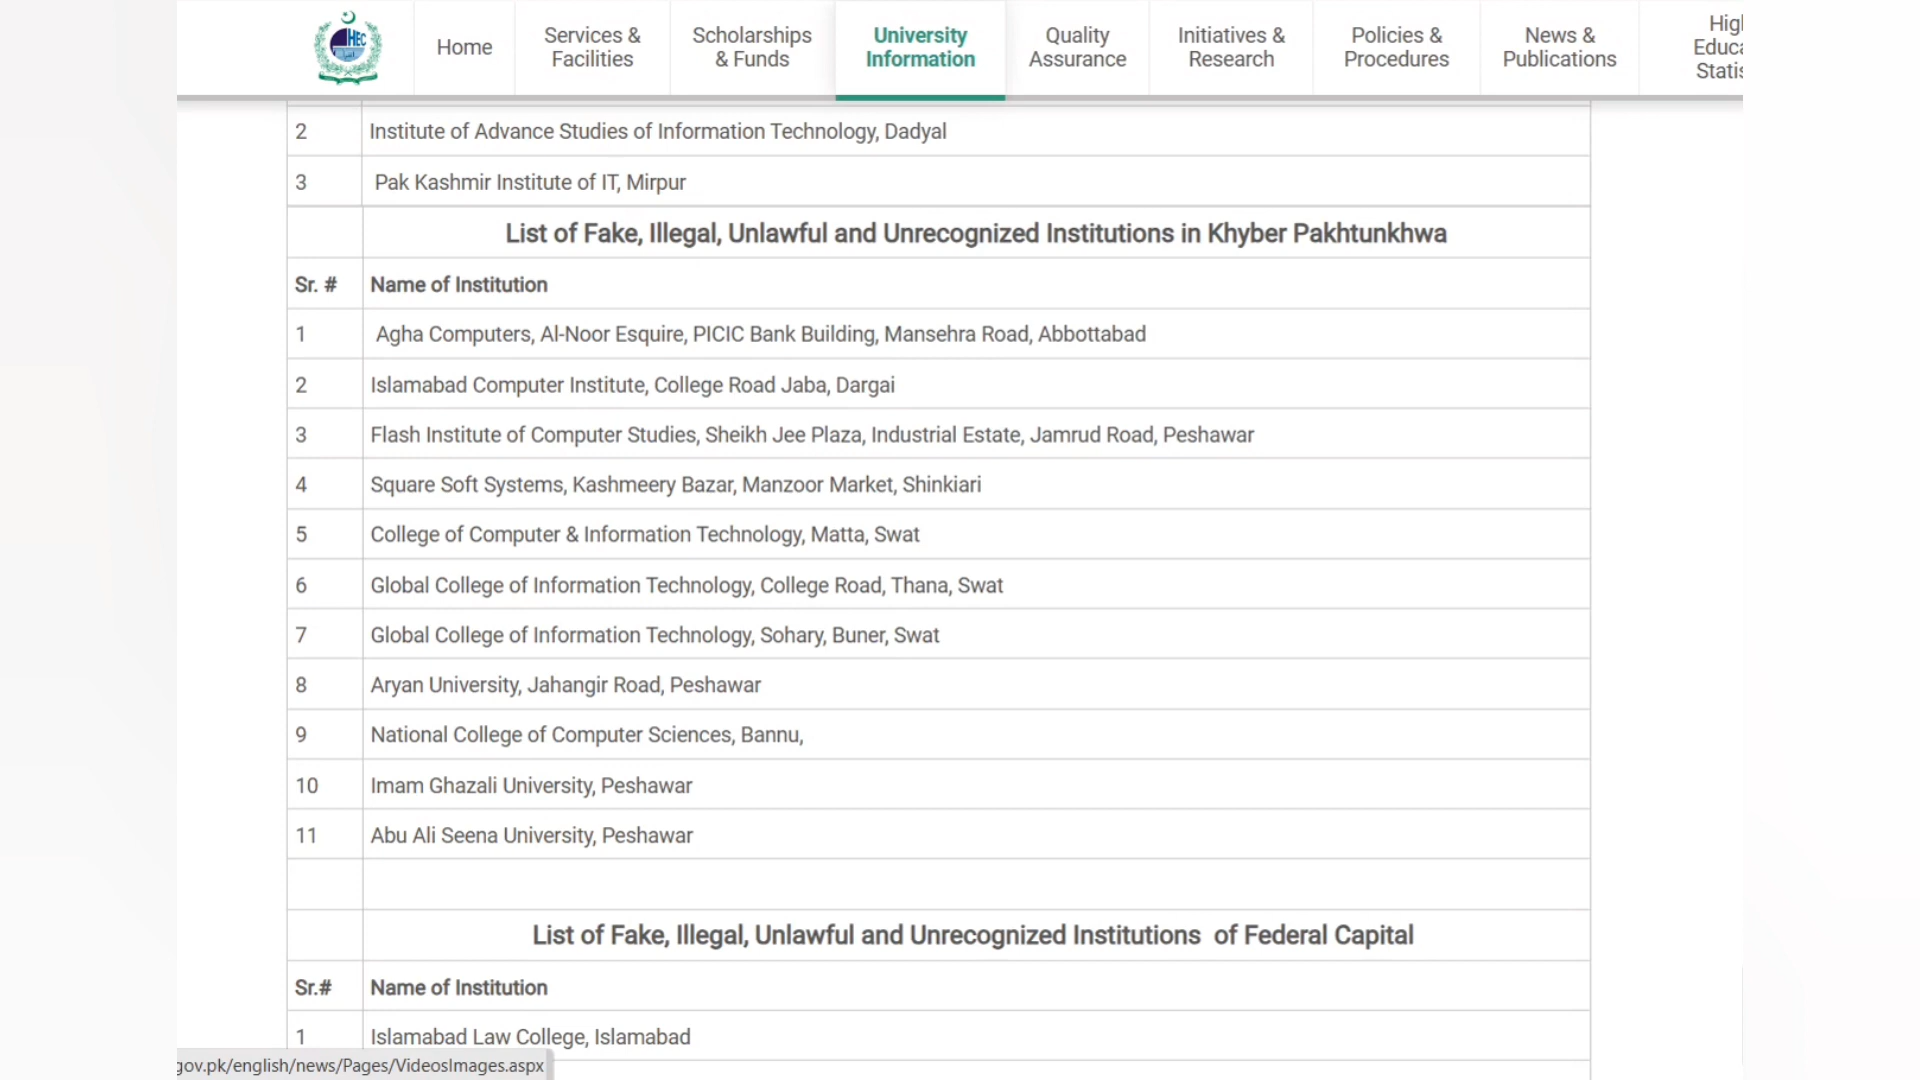 HEC
Home
Services &
Facilities
Scholarships
& Funds
University
Information
Quality
Assurance
Initiatives &
Research
Policies &
Procedures
News &
Publications
2 Institute of Advance Studies of Information Technology, Dadyal
3 Pak Kashmir Institute of IT, Mirpur
List of Fake, Illegal, Unlawful and Unrecognized Institutions in Khyber Pakhtunkhwa
Sr. # Name of Institution
1 Agha Computers, Al-Noor Esquire, PICIC Bank Building, Mansehra Road, Abbottabad
2 Islamabad Computer Institute, College Road Jaba, Dargai
3 Flash Institute of Computer Studies, Sheikh Jee Plaza, Industrial Estate, Jamrud Road, Peshawar
4 Square Soft Systems, Kashmeery Bazar, Manzoor Market, Shinkiari
5 College of Computer & Information Technology, Matta, Swat
6 Global College of Information Technology, College Road, Thana, Swat
7 Global College of Information Technology, Sohary, Buner, Swat
8 Aryan University, Jahangir Road, Peshawar
9 National College of Computer Sciences, Bannu,
10 Imam Ghazali University, Peshawar
11 Abu Ali Seena University, Peshawar
List of Fake, Illegal, Unlawful and Unrecognized Institutions of Federal Capital
Sr.# Name of Institution
1 Islamabad Law College, Islamabad
gov.pk/english/news/Pages/VideosImages.aspx